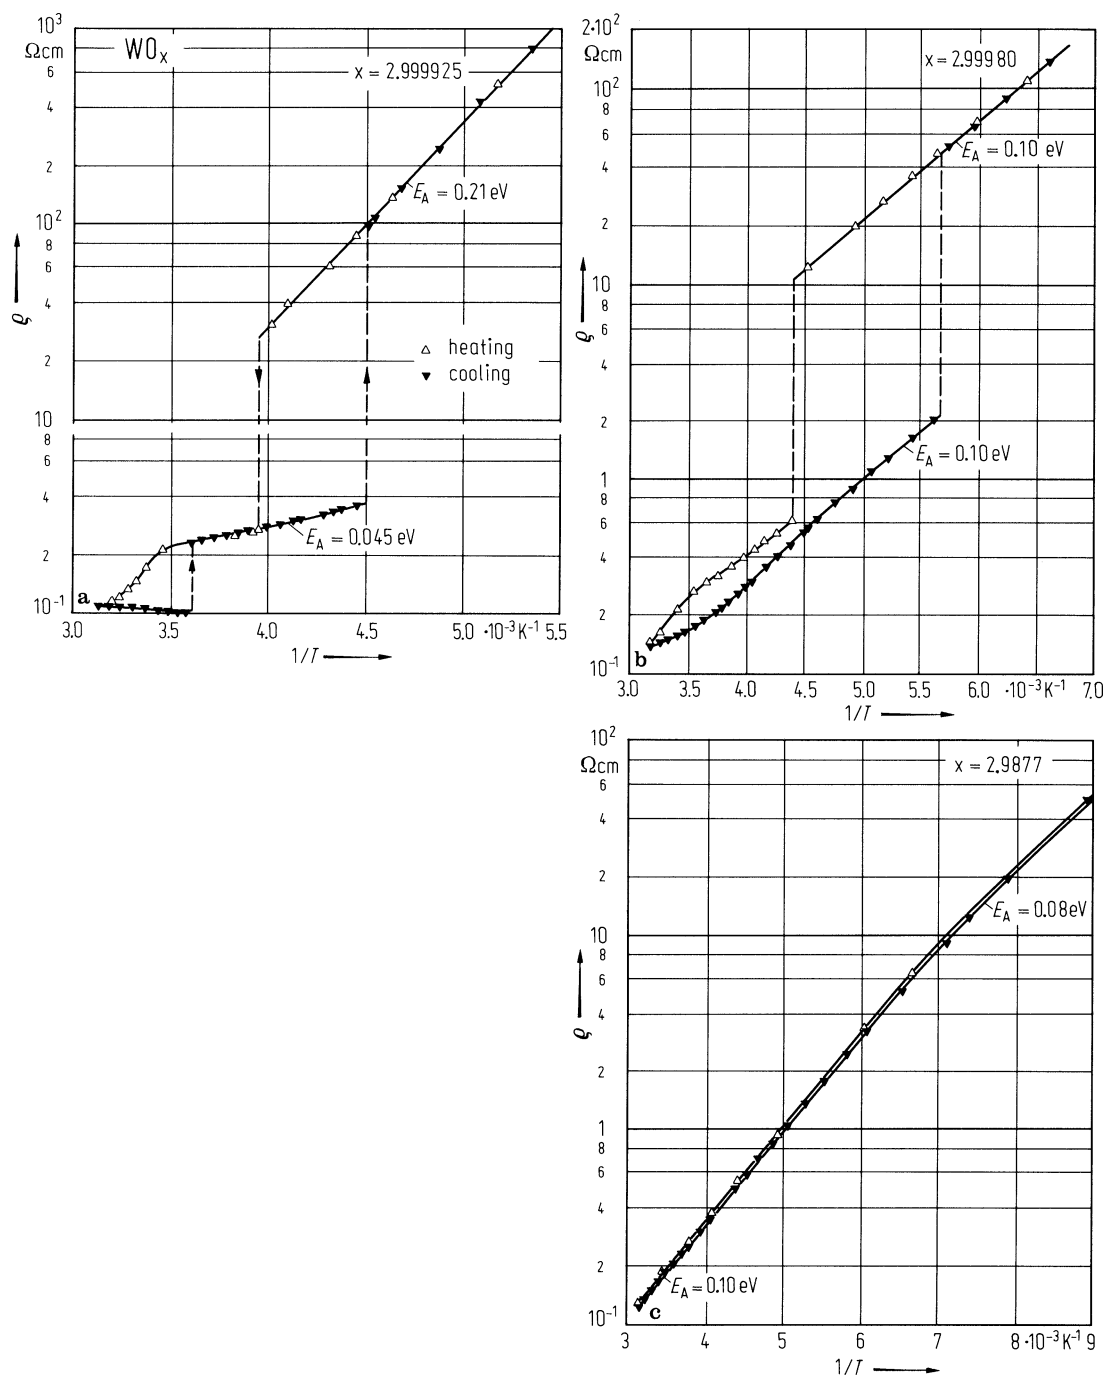 10³
Ωcm
6
4
2
10²
8
6
4
2
10
8
6
4
2
10⁻¹
ϱ
WOₓ
x = 2.999925
E_A = 0.21 eV
△ heating
▼ cooling
E_A = 0.045 eV
a
3.0 3.5 4.0 4.5 5.0 ·10⁻³K⁻¹ 5.5
1/T
2·10²
Ωcm
10²
8
6
4
2
10
8
6
4
2
1
8
6
4
2
10⁻¹
ϱ
x = 2.99980
E_A = 0.10 eV
E_A = 0.10 eV
b
3.0 3.5 4.0 4.5 5.0 5.5 6.0 ·10⁻³K⁻¹ 7.0
1/T
10²
Ωcm
6
4
2
10
8
6
4
2
1
8
6
4
2
10⁻¹
ϱ
x = 2.9877
E_A = 0.08 eV
E_A = 0.10 eV
c
3 4 5 6 7 8·10⁻³K⁻¹ 9
1/T